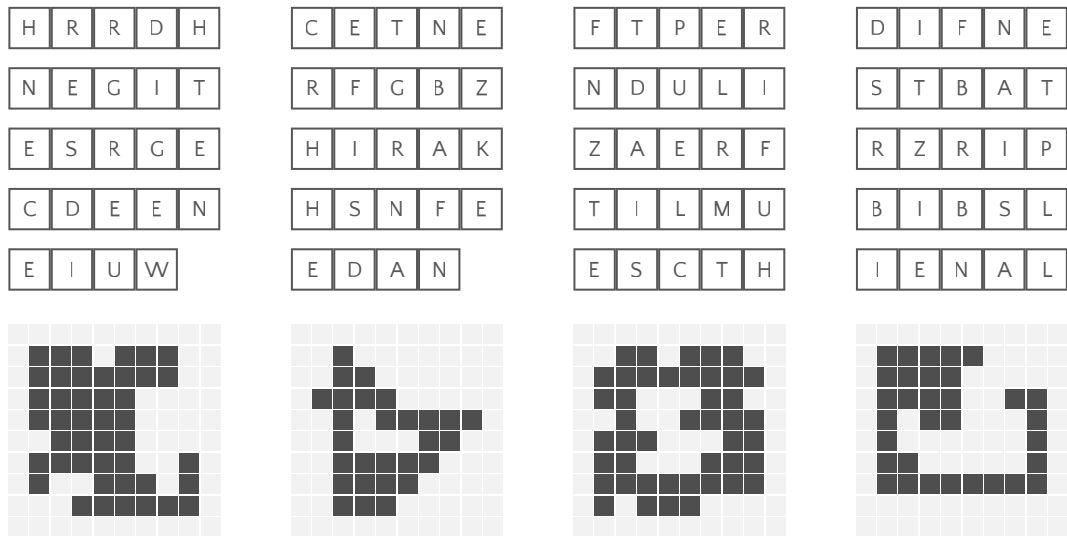 H R R D H
N E G I T
E S R G E
C D E E N
E I U W
C E T N E
R F G B Z
H I R A K
H S N F E
E D A N
F T P E R
N D U L I
Z A E R F
T I L M U
E S C T H
D I F N E
S T B A T
R Z R I P
B I B S L
I E N A L